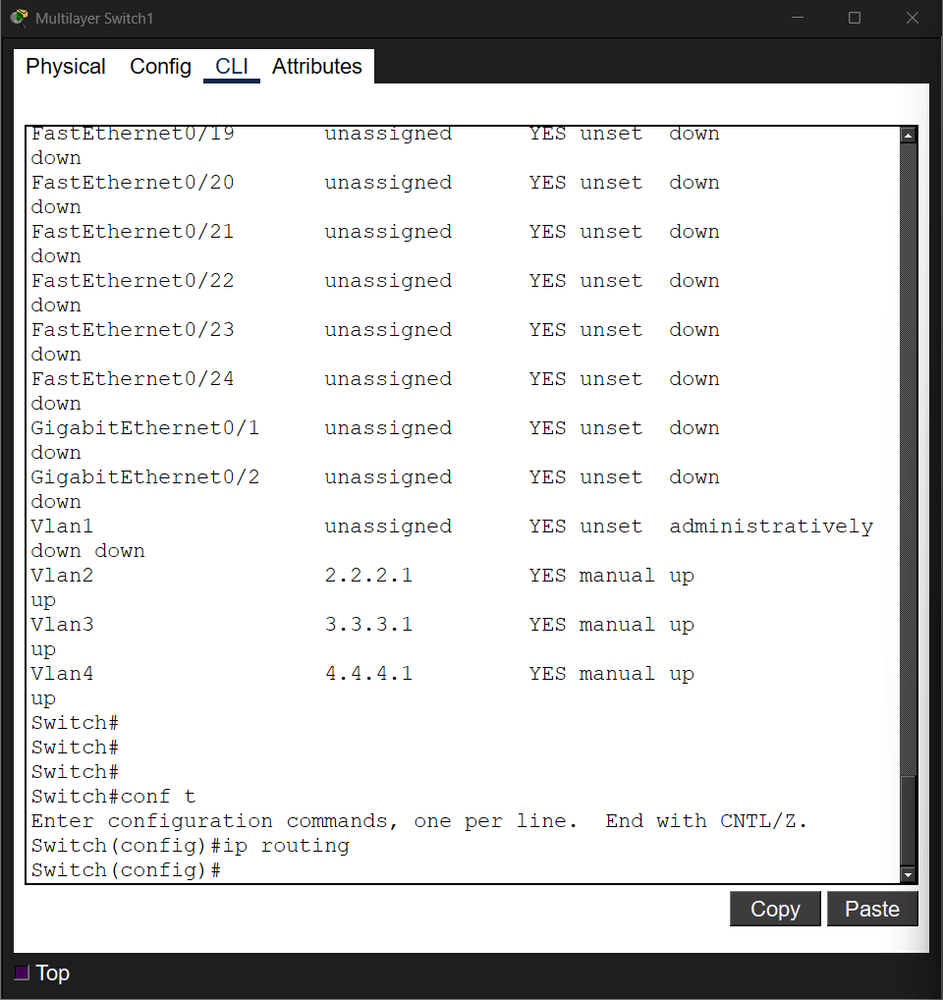 Multilayer Switch1
Physical Config CLI Attributes
FastEthernet0/19 unassigned YES unset down
down
FastEthernet0/20 unassigned YES unset down
down
FastEthernet0/21 unassigned YES unset down
down
FastEthernet0/22 unassigned YES unset down
down
FastEthernet0/23 unassigned YES unset down
down
FastEthernet0/24 unassigned YES unset down
down
GigabitEthernet0/1 unassigned YES unset down
down
GigabitEthernet0/2 unassigned YES unset down
down
Vlan1 unassigned YES unset administratively
down down
Vlan2 2.2.2.1 YES manual up
up
Vlan3 3.3.3.1 YES manual up
up
Vlan4 4.4.4.1 YES manual up
up
Switch#
Switch#
Switch#
Switch#conf t
Enter configuration commands, one per line.  End with CNTL/Z.
Switch(config)#ip routing
Switch(config)#
Copy Paste
Top